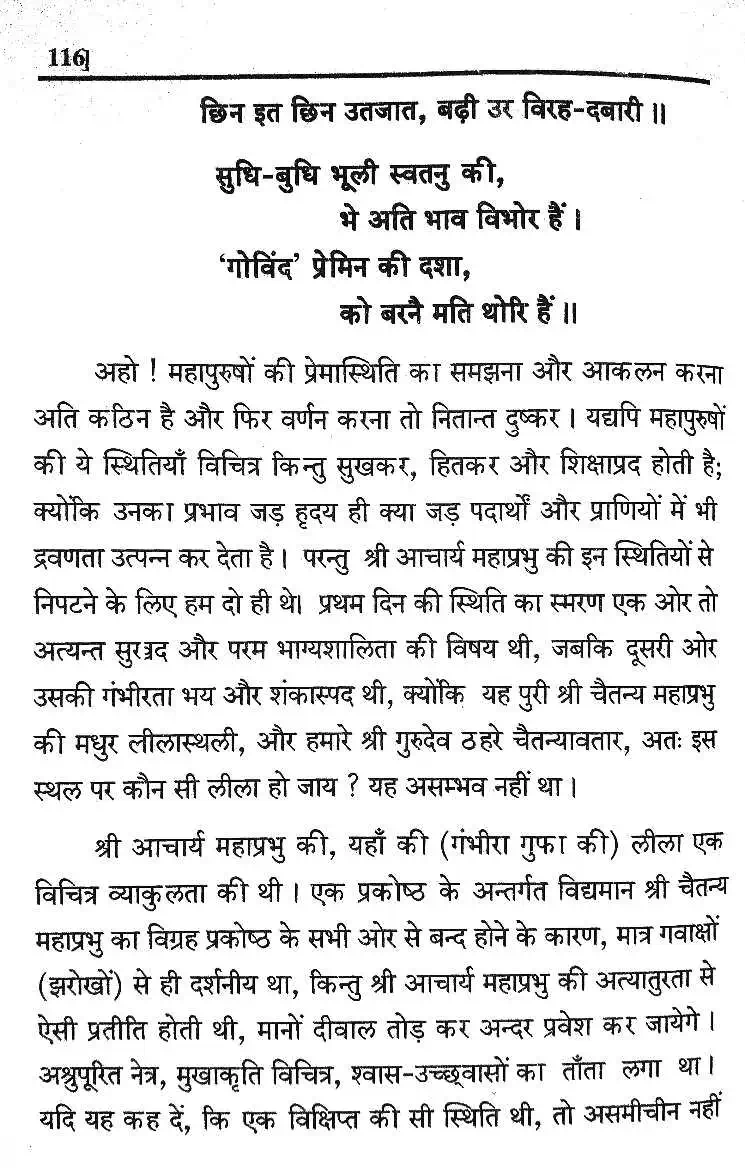 116]
छिन इत छिन उतजात, बढ़ी उर विरह-दबारी॥
सुधि-बुधि भूली स्वतनु की,
भे अति भाव विभोर हैं।
‘गोविंद’ प्रेमिन की दशा,
को बरनै मति थोरि हैं॥
अहो ! महापुरुषों की प्रेमास्थिति का समझना और आकलन करना
अति कठिन है और फिर वर्णन करना तो नितान्त दुष्कर। यद्यपि महापुरुषों
की ये स्थितियाँ विचित्र किन्तु सुखकर, हितकर और शिक्षाप्रद होती है;
क्योंकि उनका प्रभाव जड़ हृदय ही क्या जड़ पदार्थों और प्राणियों में भी
द्रवणता उत्पन्न कर देता है। परन्तु श्री आचार्य महाप्रभु की इन स्थितियों से
निपटने के लिए हम दो ही थे। प्रथम दिन की स्थिति का स्मरण एक ओर तो
अत्यन्त सुखद और परम भाग्यशालिता की विषय थी, जबकि दूसरी ओर
उसकी गंभीरता भय और शंकास्पद थी, क्योंकि यह पुरी श्री चैतन्य महाप्रभु
की मधुर लीलास्थली, और हमारे श्री गुरुदेव ठहरे चैतन्यावतार, अतः इस
स्थल पर कौन सी लीला हो जाय ? यह असम्भव नहीं था।
श्री आचार्य महाप्रभु की, यहाँ की (गंभीरा गुफा की) लीला एक
विचित्र व्याकुलता की थी। एक प्रकोष्ठ के अन्तर्गत विद्यमान श्री चैतन्य
महाप्रभु का विग्रह प्रकोष्ठ के सभी ओर से बन्द होने के कारण, मात्र गवाक्षों
(झरोखों) से ही दर्शनीय था, किन्तु श्री आचार्य महाप्रभु की अत्यातुरता से
ऐसी प्रतीति होती थी, मानों दीवाल तोड़ कर अन्दर प्रवेश कर जायेगे।
अश्रुपूरित नेत्र, मुखाकृति विचित्र, श्वास-उच्छ्वासों का ताँता लगा था।
यदि यह कह दें, कि एक विक्षिप्त की सी स्थिति थी, तो असमीचीन नहीं